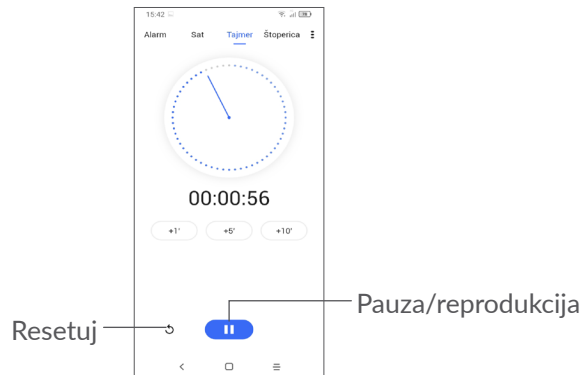 15:42
Alarm Sat Tajmer Štoperica
00:00:56
+1' +5' +10'
Pauza/reprodukcija
Resetuj